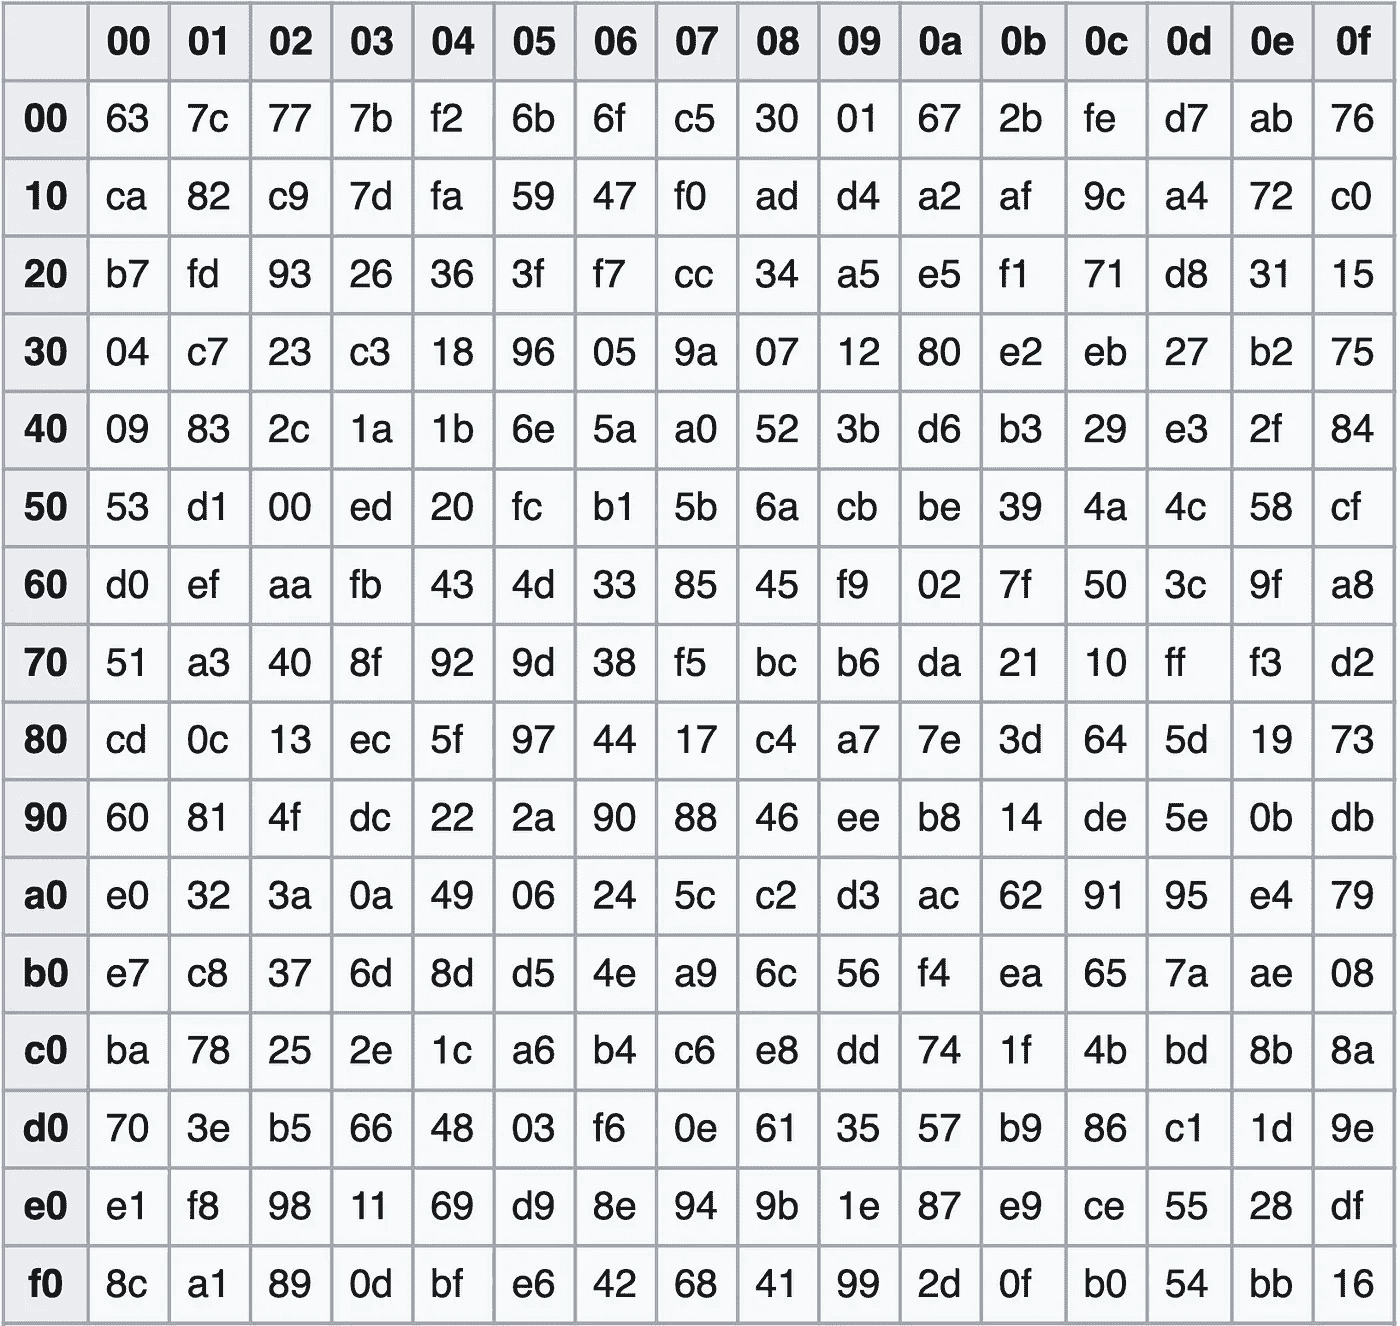 00 01 02 03 04 05 06 07 08 09 0a 0b 0c 0d 0e 0f
00 63 7c 77 7b f2 6b 6f c5 30 01 67 2b fe d7 ab 76
10 ca 82 c9 7d fa 59 47 f0 ad d4 a2 af 9c a4 72 c0
20 b7 fd 93 26 36 3f f7 cc 34 a5 e5 f1 71 d8 31 15
30 04 c7 23 c3 18 96 05 9a 07 12 80 e2 eb 27 b2 75
40 09 83 2c 1a 1b 6e 5a a0 52 3b d6 b3 29 e3 2f 84
50 53 d1 00 ed 20 fc b1 5b 6a cb be 39 4a 4c 58 cf
60 d0 ef aa fb 43 4d 33 85 45 f9 02 7f 50 3c 9f a8
70 51 a3 40 8f 92 9d 38 f5 bc b6 da 21 10 ff f3 d2
80 cd 0c 13 ec 5f 97 44 17 c4 a7 7e 3d 64 5d 19 73
90 60 81 4f dc 22 2a 90 88 46 ee b8 14 de 5e 0b db
a0 e0 32 3a 0a 49 06 24 5c c2 d3 ac 62 91 95 e4 79
b0 e7 c8 37 6d 8d d5 4e a9 6c 56 f4 ea 65 7a ae 08
c0 ba 78 25 2e 1c a6 b4 c6 e8 dd 74 1f 4b bd 8b 8a
d0 70 3e b5 66 48 03 f6 0e 61 35 57 b9 86 c1 1d 9e
e0 e1 f8 98 11 69 d9 8e 94 9b 1e 87 e9 ce 55 28 df
f0 8c a1 89 0d bf e6 42 68 41 99 2d 0f b0 54 bb 16